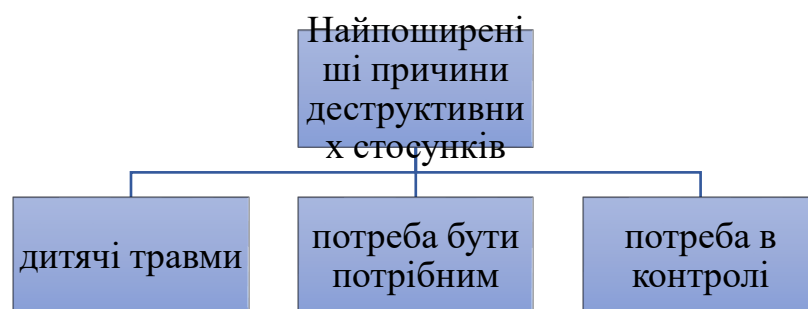 Найпоширені
ші причини
деструктивни
х стосунків
дитячі травми
потреба бути
потрібним
потреба в
контролі